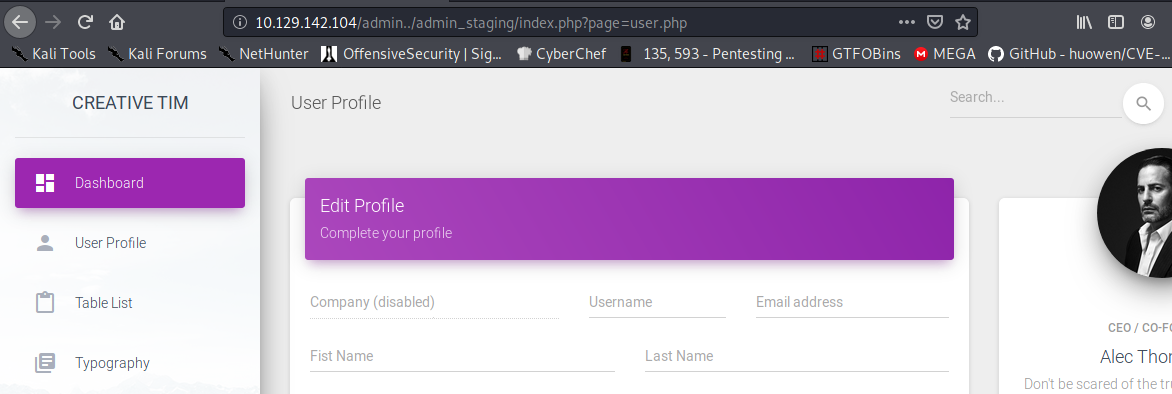 10.129.142.104/admin../admin_staging/index.php?page=user.php
Kali Tools Kali Forums NetHunter OffensiveSecurity | Sig... CyberChef 135, 593 - Pentesting ... GTFOBins MEGA GitHub - huowen/CVE-...
CREATIVE TIM
User Profile
Search...
Dashboard
User Profile
Table List
Typography
Edit Profile
Complete your profile
Company (disabled) Username Email address
Fist Name Last Name
CEO / CO-FO
Alec Thor
Don't be scared of the tru